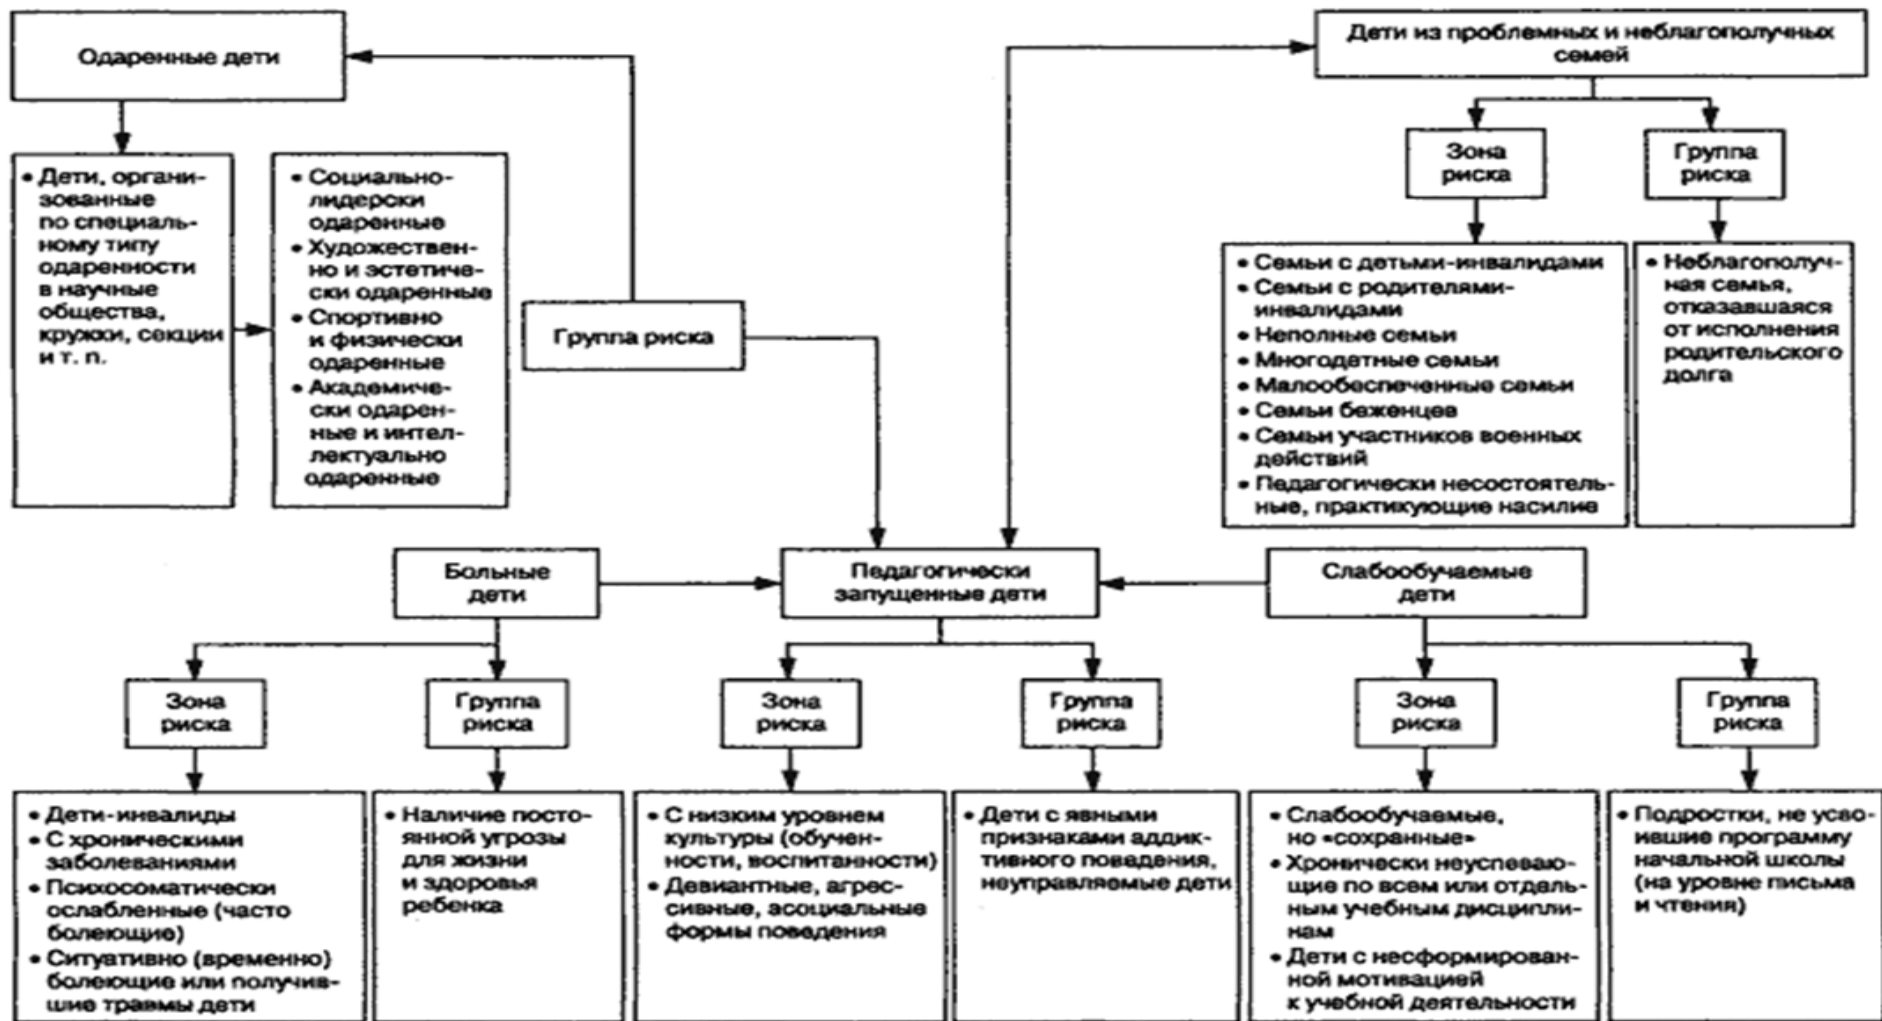 Одаренные дети
Дети из проблемных и неблагополучных
семей
Зона
риска
Группа
риска
• Дети, органи-
зованные
по специаль-
ному типу
одаренности
в научные
общества,
кружки, секции
и т. п.
• Социально-
лидерски
одаренные
• Художествен-
но и эстетиче-
ски одаренные
• Спортивно
и физически
одаренные
• Академиче-
ски одарен-
ные и интел-
лектуально
одаренные
Группа риска
• Семьи с детьми-инвалидами
• Семьи с родителями-
инвалидами
• Неполные семьи
• Многодетные семьи
• Малообеспеченные семьи
• Семьи беженцев
• Семьи участников военных
действий
• Педагогически несостоятель-
ные, практикующие насилие
• Неблагополуч-
ная семья,
отказавшаяся
от исполнения
родительского
долга
Больные
дети
Педагогически
запущенные дети
Слабообучаемые
дети
Зона
риска
Группа
риска
Зона
риска
Группа
риска
Зона
риска
Группа
риска
• Дети-инвалиды
• С хроническими
заболеваниями
• Психосоматически
ослабленные (часто
болеющие)
• Ситуативно (временно)
болеющие или получив-
шие травмы дети
• Наличие посто-
янной угрозы
для жизни
и здоровья
ребенка
• С низким уровнем
культуры (обучен-
ности, воспитанности)
• Девиантные, агрес-
сивные, асоциальные
формы поведения
• Дети с явными
признаками аддик-
тивного поведения,
неуправляемые дети
• Слабообучаемые,
но «сохранные»
• Хронически неуспеваю-
щие по всем или отдель-
ным учебным дисципли-
нам
• Дети с несформирован-
ной мотивацией
к учебной деятельности
• Подростки, не усво-
ившие программу
начальной школы
(на уровне письма
и чтения)